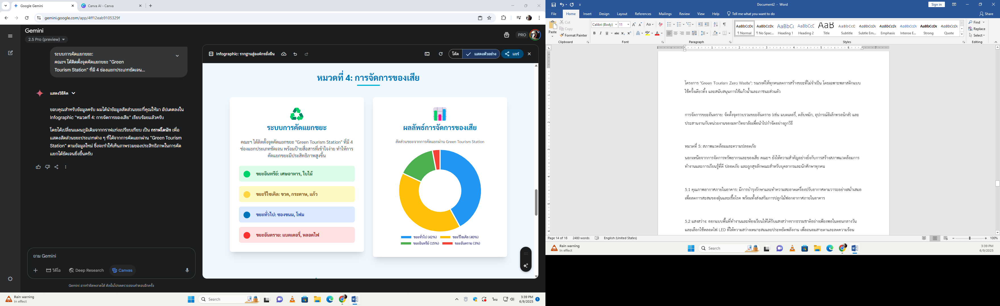 Google Gemini
Canva AI - Canva
gemini.google.com/app/4ff12eab9105329f
Gemini
2.5 Pro (preview)
PRO
ระบบการคัดแยกขยะ:
คณะฯ ได้ติดตั้งจุดคัดแยกขยะ "Green
Tourism Station" ที่มี 4 ช่องแยกประเภทชัดเจน...
แสดงวิธีคิด
ขอบคุณสำหรับข้อมูลครับ ผมได้นำข้อมูลสัดส่วนขยะที่คุณให้มา อัปเดตลงใน
Infographic "หมวดที่ 4: การจัดการของเสีย" เรียบร้อยแล้วครับ
โดยได้เปลี่ยนแผนภูมิเดิมจากกราฟแท่งเปรียบเทียบ เป็น กราฟโดนัท เพื่อ
แสดงสัดส่วนขยะประเภทต่าง ๆ ที่ได้จากการคัดแยกผ่าน "Green Tourism
Station" ตามข้อมูลใหม่ ซึ่งจะทำให้เห็นภาพรวมของประสิทธิภาพในการคัด
แยกได้ชัดเจนยิ่งขึ้นครับ
ถาม Gemini
วิดีโอ
Deep Research
Canvas
Gemini อาจทำผิดพลาดได้ ดังนั้นโปรดตรวจสอบคำตอบอีกครั้ง
Infographic: รากฐานสู่องค์กรยั่งยืน
โค้ด
แสดงตัวอย่าง
แชร์
หมวดที่ 4: การจัดการของเสีย
ระบบการคัดแยกขยะ
คณะฯ ได้ติดตั้งจุดคัดแยกขยะ "Green Tourism Station" ที่มี 4
ช่องแยกประเภทชัดเจน พร้อมป้ายสื่อสารที่เข้าใจง่าย ทำให้การ
คัดแยกขยะมีประสิทธิภาพสูงขึ้น
ขยะอินทรีย์: เศษอาหาร, ใบไม้
ขยะรีไซเคิล: ขวด, กระดาษ, แก้ว
ขยะทั่วไป: ซองขนม, โฟม
ขยะอันตราย: แบตเตอรี่, หลอดไฟ
ผลลัพธ์การจัดการของเสีย
สัดส่วนขยะจากการคัดแยกผ่าน Green Tourism Station
ขยะทั่วไป (42%) ขยะรีไซเคิล (40%)
ขยะอินทรีย์ (15%) ขยะอันตราย (3%)
Rain warning
In effect
Search
ไทย
3:39 PM
6/9/2025
1
Document2 - Word
Sign in
File Home Insert Design Layout References Mailings Review View Help Tell me what you want to do
Share
Paste
Cut
Copy
Format Painter
Clipboard
Calibri (Body) 11
Font
Paragraph
AaBbCcDc AaBbCcDc AaBbCc AaBbCcE AaB AaBbCcD AaBbCcDt AaBbCcDt AaBbCcDt AaBbCcDc AaBbCcDt
¶ Normal ¶ No Spac... Heading 1 Heading 2 Title Subtitle Subtle Em... Emphasis Intense E... Strong Quote
Styles
Find
Replace
Select
Editing
โครงการ "Green Tourism Zero Waste": รณรงค์ให้ทุกคนลดการสร้างขยะที่ไม่จำเป็น โดยเฉพาะพลาสติกแบบ
ใช้ครั้งเดียวทิ้ง และสนับสนุนการใช้แก้วน้ำและภาชนะส่วนตัว
การจัดการขยะอันตราย: จัดตั้งจุดรวบรวมขยะอันตราย (เช่น แบตเตอรี่, ตลับหมึก, อุปกรณ์อิเล็กทรอนิกส์) และ
ประสานงานกับหน่วยงานของมหาวิทยาลัยเพื่อนำไปกำจัดอย่างถูกวิธี
หมวดที่ 5: สภาพแวดล้อมและความปลอดภัย
นอกเหนือจากการจัดการทรัพยากรและของเสีย คณะฯ ยังให้ความสำคัญอย่างยิ่งกับการสร้างสภาพแวดล้อมการ
ทำงานและการเรียนรู้ที่ดี ปลอดภัย และถูกสุขลักษณะสำหรับบุคลากรและนักศึกษาทุกคน
5.1 คุณภาพอากาศภายในอาคาร: มีการบำรุงรักษาและทำความสะอาดเครื่องปรับอากาศตามวาระอย่างสม่ำเสมอ
เพื่อลดการสะสมของฝุ่นและเชื้อโรค พร้อมทั้งส่งเสริมการปลูกไม้ฟอกอากาศภายในอาคาร
5.2 แสงสว่าง: ออกแบบพื้นที่ทำงานและห้องเรียนให้ได้รับแสงสว่างจากธรรมชาติอย่างเพียงพอในตอนกลางวัน
และเลือกใช้หลอดไฟ LED ที่ให้ความสว่างเหมาะสมและประหยัดพลังงาน เพื่อถนอมสายตาและลดความร้อน
Page 14 of 18 2480 words English (United States)
100%
Rain warning
In effect
Search
3:39 PM
6/9/2025